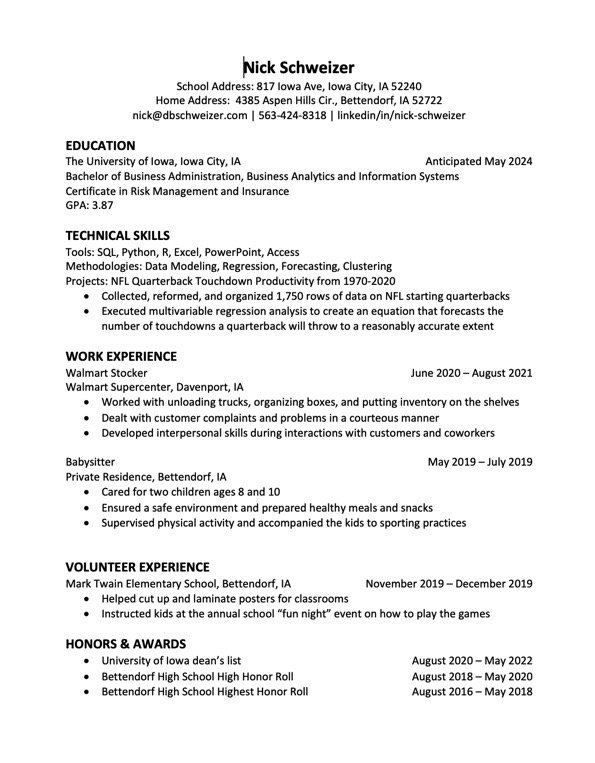 Nick Schweizer
School Address: 817 Iowa Ave, Iowa City, IA 52240
Home Address:  4385 Aspen Hills Cir., Bettendorf, IA 52722
nick@dbschweizer.com | 563-424-8318 | linkedin/in/nick-schweizer
EDUCATION
The University of Iowa, Iowa City, IA Anticipated May 2024
Bachelor of Business Administration, Business Analytics and Information Systems
Certificate in Risk Management and Insurance
GPA: 3.87
TECHNICAL SKILLS
Tools: SQL, Python, R, Excel, PowerPoint, Access
Methodologies: Data Modeling, Regression, Forecasting, Clustering
Projects: NFL Quarterback Touchdown Productivity from 1970-2020
• Collected, reformed, and organized 1,750 rows of data on NFL starting quarterbacks
• Executed multivariable regression analysis to create an equation that forecasts the
number of touchdowns a quarterback will throw to a reasonably accurate extent
WORK EXPERIENCE
Walmart Stocker June 2020 – August 2021
Walmart Supercenter, Davenport, IA
• Worked with unloading trucks, organizing boxes, and putting inventory on the shelves
• Dealt with customer complaints and problems in a courteous manner
• Developed interpersonal skills during interactions with customers and coworkers
Babysitter May 2019 – July 2019
Private Residence, Bettendorf, IA
• Cared for two children ages 8 and 10
• Ensured a safe environment and prepared healthy meals and snacks
• Supervised physical activity and accompanied the kids to sporting practices
VOLUNTEER EXPERIENCE
Mark Twain Elementary School, Bettendorf, IA November 2019 – December 2019
• Helped cut up and laminate posters for classrooms
• Instructed kids at the annual school “fun night” event on how to play the games
HONORS & AWARDS
• University of Iowa dean’s list August 2020 – May 2022
• Bettendorf High School High Honor Roll August 2018 – May 2020
• Bettendorf High School Highest Honor Roll August 2016 – May 2018